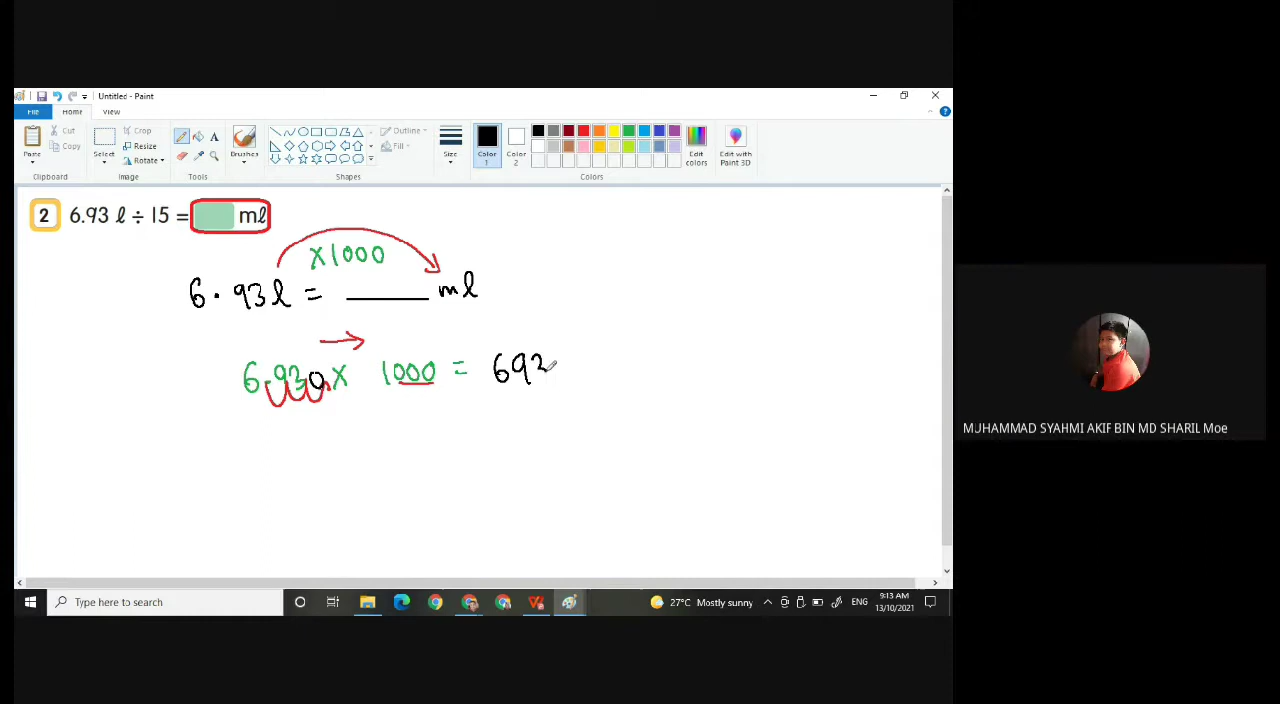 Untitled - Paint
File Home View
Paste
Cut
Copy
Clipboard
Select
Crop
Resize
Rotate
Image
Tools
Brushes
Shapes
Outline
Fill
Size
Color 1
Color 2
Colors
Edit colors
Edit with Paint 3D
2 6.93 ℓ ÷ 15 = mℓ
x1000
6.93ℓ = ______ mℓ
6.930 x 1000 = 693
MUHAMMAD SYAHMI AKIF BIN MD SHARIL Moe
Type here to search
27°C Mostly sunny
ENG
9:13 AM
13/10/2021